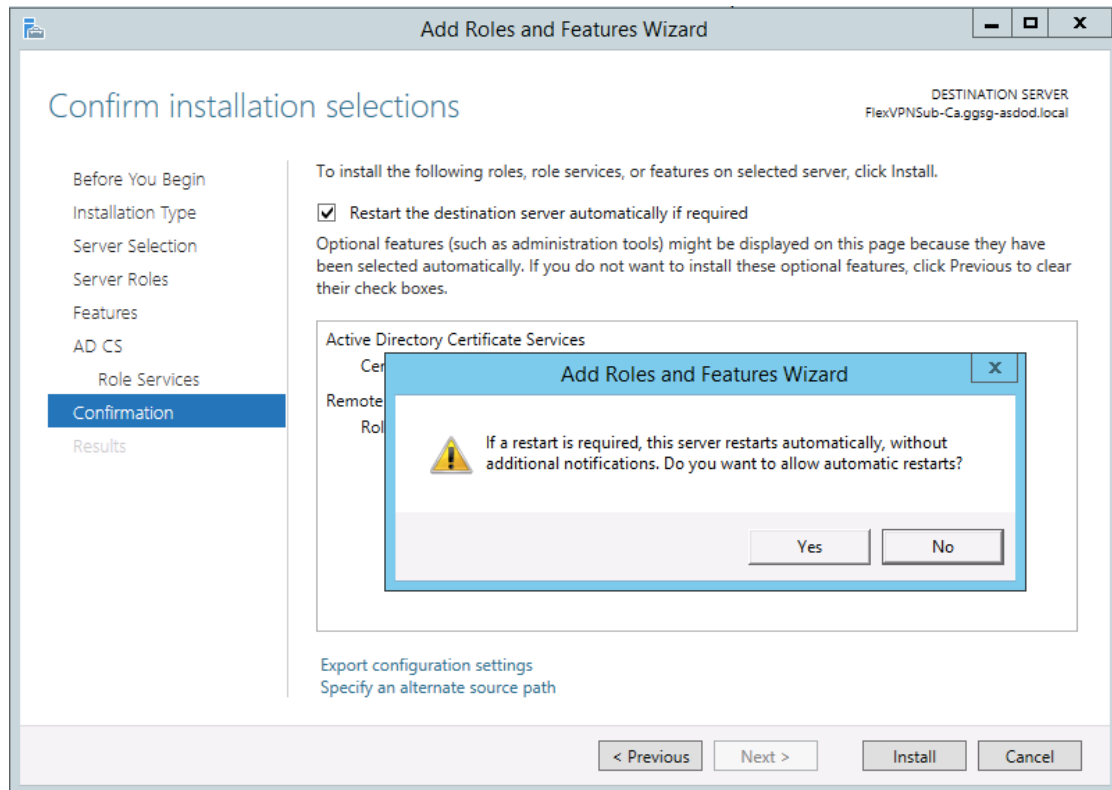 Add Roles and Features Wizard
Confirm installation selections
DESTINATION SERVER
FlexVPNSub-Ca.ggsg-asdod.local
Before You Begin
Installation Type
Server Selection
Server Roles
Features
AD CS
Role Services
Confirmation
Results
To install the following roles, role services, or features on selected server, click Install.
Restart the destination server automatically if required
Optional features (such as administration tools) might be displayed on this page because they have
been selected automatically. If you do not want to install these optional features, click Previous to clear
their check boxes.
Active Directory Certificate Services
Cer
Remote
Rol
Add Roles and Features Wizard
If a restart is required, this server restarts automatically, without
additional notifications. Do you want to allow automatic restarts?
Yes No
Export configuration settings
Specify an alternate source path
< Previous Next > Install Cancel